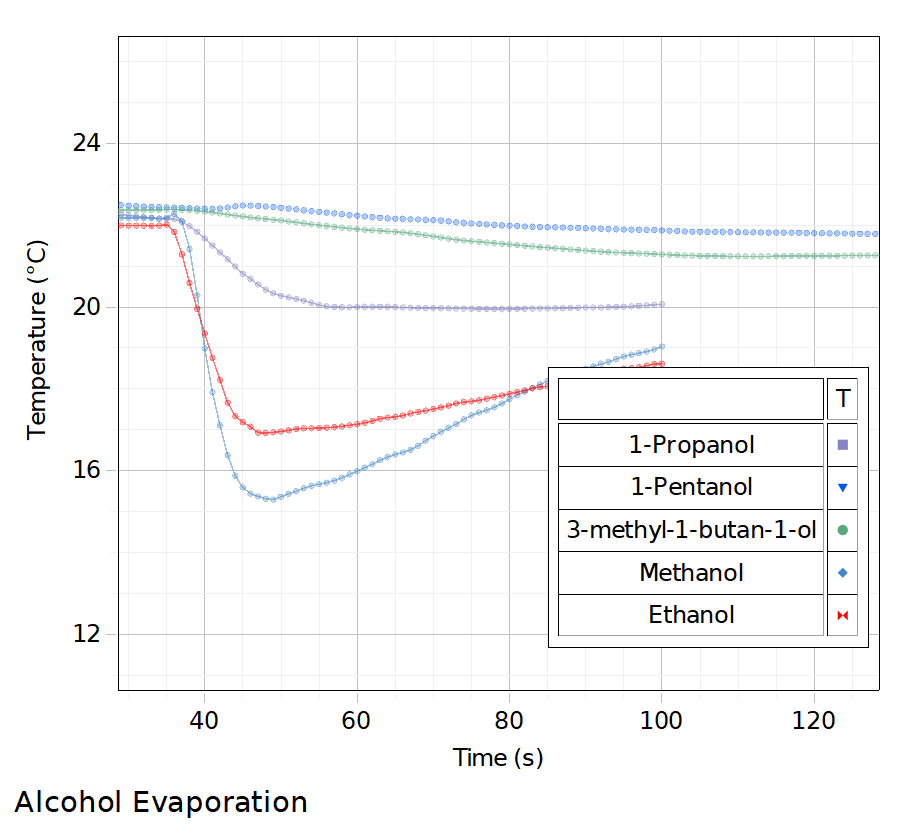 24
20
16
12
Temperature (°C)
T
1-Propanol
1-Pentanol
3-methyl-1-butan-1-ol
Methanol
Ethanol
40 60 80 100 120
Time (s)
Alcohol Evaporation